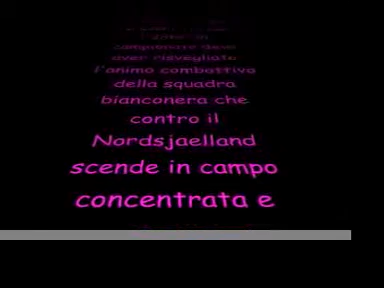 campionato deve
aver risvegliato
l'animo combattivo
della squadra
bianconera che
contro il
Nordsjaelland
scende in campo
concentrata e